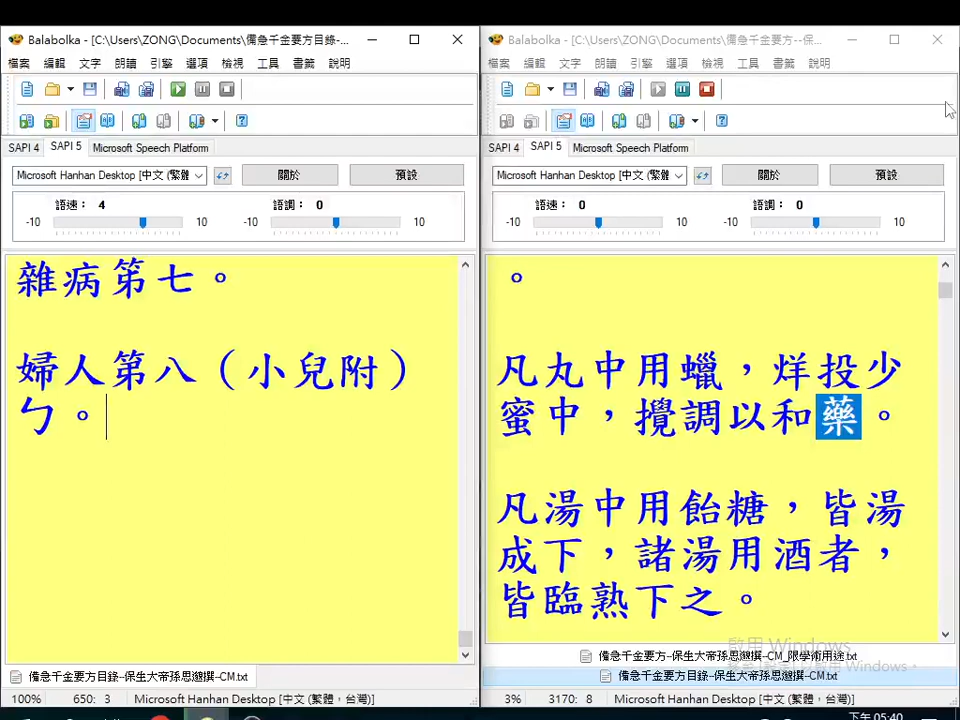 Balabolka - [C:\Users\ZONG\Documents\備急千金要方目錄-...
檔案 編輯 文字 朗讀 引擎 選項 檢視 工具 書籤 說明
SAPI 4 SAPI 5 Microsoft Speech Platform
Microsoft Hanhan Desktop [中文 (繁體 關於 預設
語速： 4 語調： 0
-10 10 -10 10
雜病第七。
婦人第八（小兒附）
ㄅ。
備急千金要方目錄--保生大帝孫思邈撰--CM.txt
100% 650: 3 Microsoft Hanhan Desktop [中文 (繁體，台灣)]
Balabolka - [C:\Users\ZONG\Documents\備急千金要方--保...
檔案 編輯 文字 朗讀 引擎 選項 檢視 工具 書籤 說明
SAPI 4 SAPI 5 Microsoft Speech Platform
Microsoft Hanhan Desktop [中文 (繁體 關於 預設
語速： 0 語調： 0
-10 10 -10 10
。
凡丸中用蠟，烊投少
蜜中，攪調以和藥。
凡湯中用飴糖，皆湯
成下，諸湯用酒者，
皆臨熟下之。
啟用 Windows
備急千金要方--保生大帝孫思邈撰--CM_限學術用途.txt
備急千金要方目錄--保生大帝孫思邈撰--CM.txt
3% 3170: 8 Microsoft Hanhan Desktop [中文 (繁體，台灣)]
下午 05:40